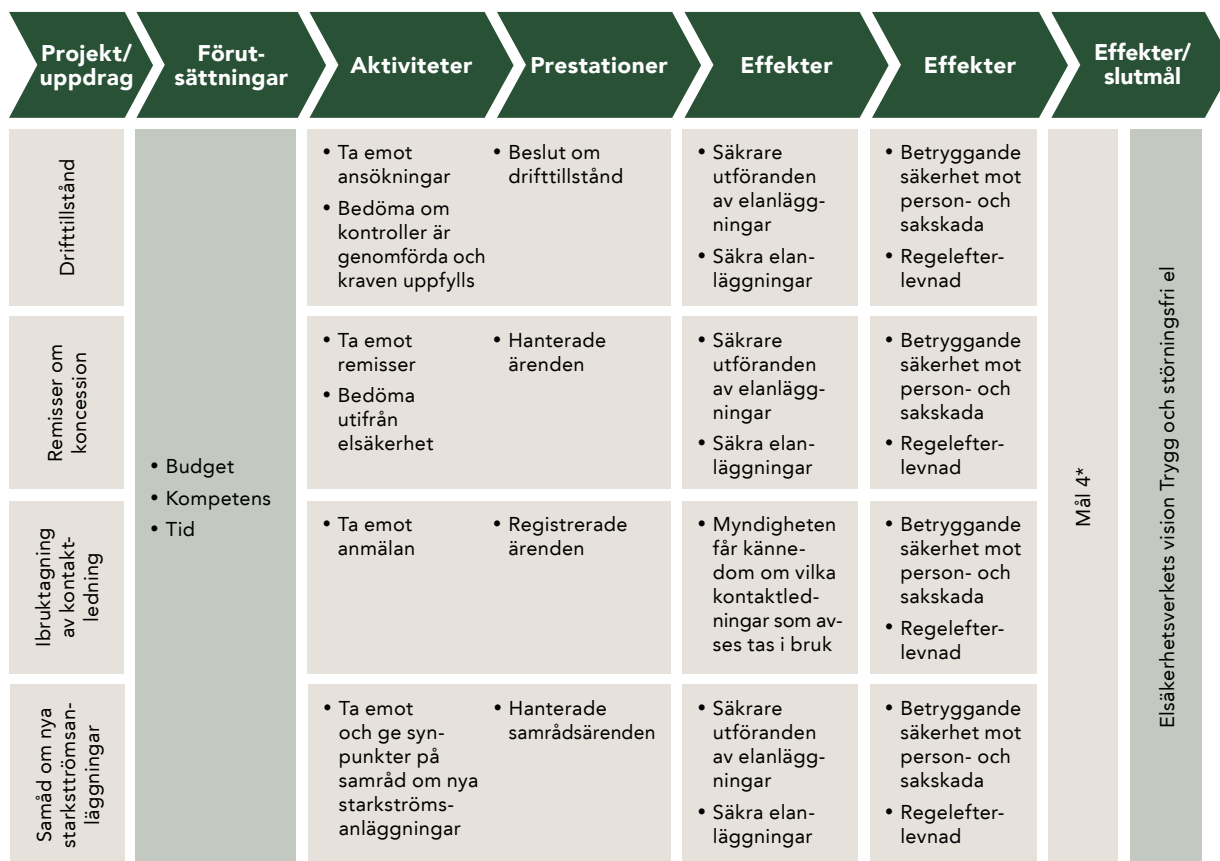 Projekt/
uppdrag
Förut-
sättningar
Aktiviteter
Prestationer
Effekter
Effekter
Effekter/
slutmål
Drifttillstånd
• Budget
• Kompetens
• Tid
• Ta emot
ansökningar
• Bedöma om
kontroller är
genomförda och
kraven uppfylls
• Beslut om
drifttillstånd
• Säkrare
utföranden
av elanlägg-
ningar
• Säkra elan-
läggningar
• Betryggande
säkerhet mot
person- och
sakskada
• Regelefter-
levnad
Mål 4*
Elsäkerhetsverkets vision Trygg och störningsfri el
Remisser om
koncession
• Ta emot
remisser
• Bedöma
utifrån
elsäkerhet
• Hanterade
ärenden
• Säkrare
utföranden
av elanlägg-
ningar
• Säkra elan-
läggningar
• Betryggande
säkerhet mot
person- och
sakskada
• Regelefter-
levnad
Ibruktagning
av kontakt-
ledning
• Ta emot
anmälan
• Registrerade
ärenden
• Myndigheten
får känne-
dom om vilka
kontaktled-
ningar som av-
ses tas i bruk
• Betryggande
säkerhet mot
person- och
sakskada
• Regelefter-
levnad
Samåd om nya
starksttrömsan-
läggningar
• Ta emot
och ge syn-
punkter på
samråd om nya
starkströms-
anläggningar
• Hanterade
samrådsärenden
• Säkrare
utföranden
av elanlägg-
ningar
• Säkra elan-
läggningar
• Betryggande
säkerhet mot
person- och
sakskada
• Regelefter-
levnad